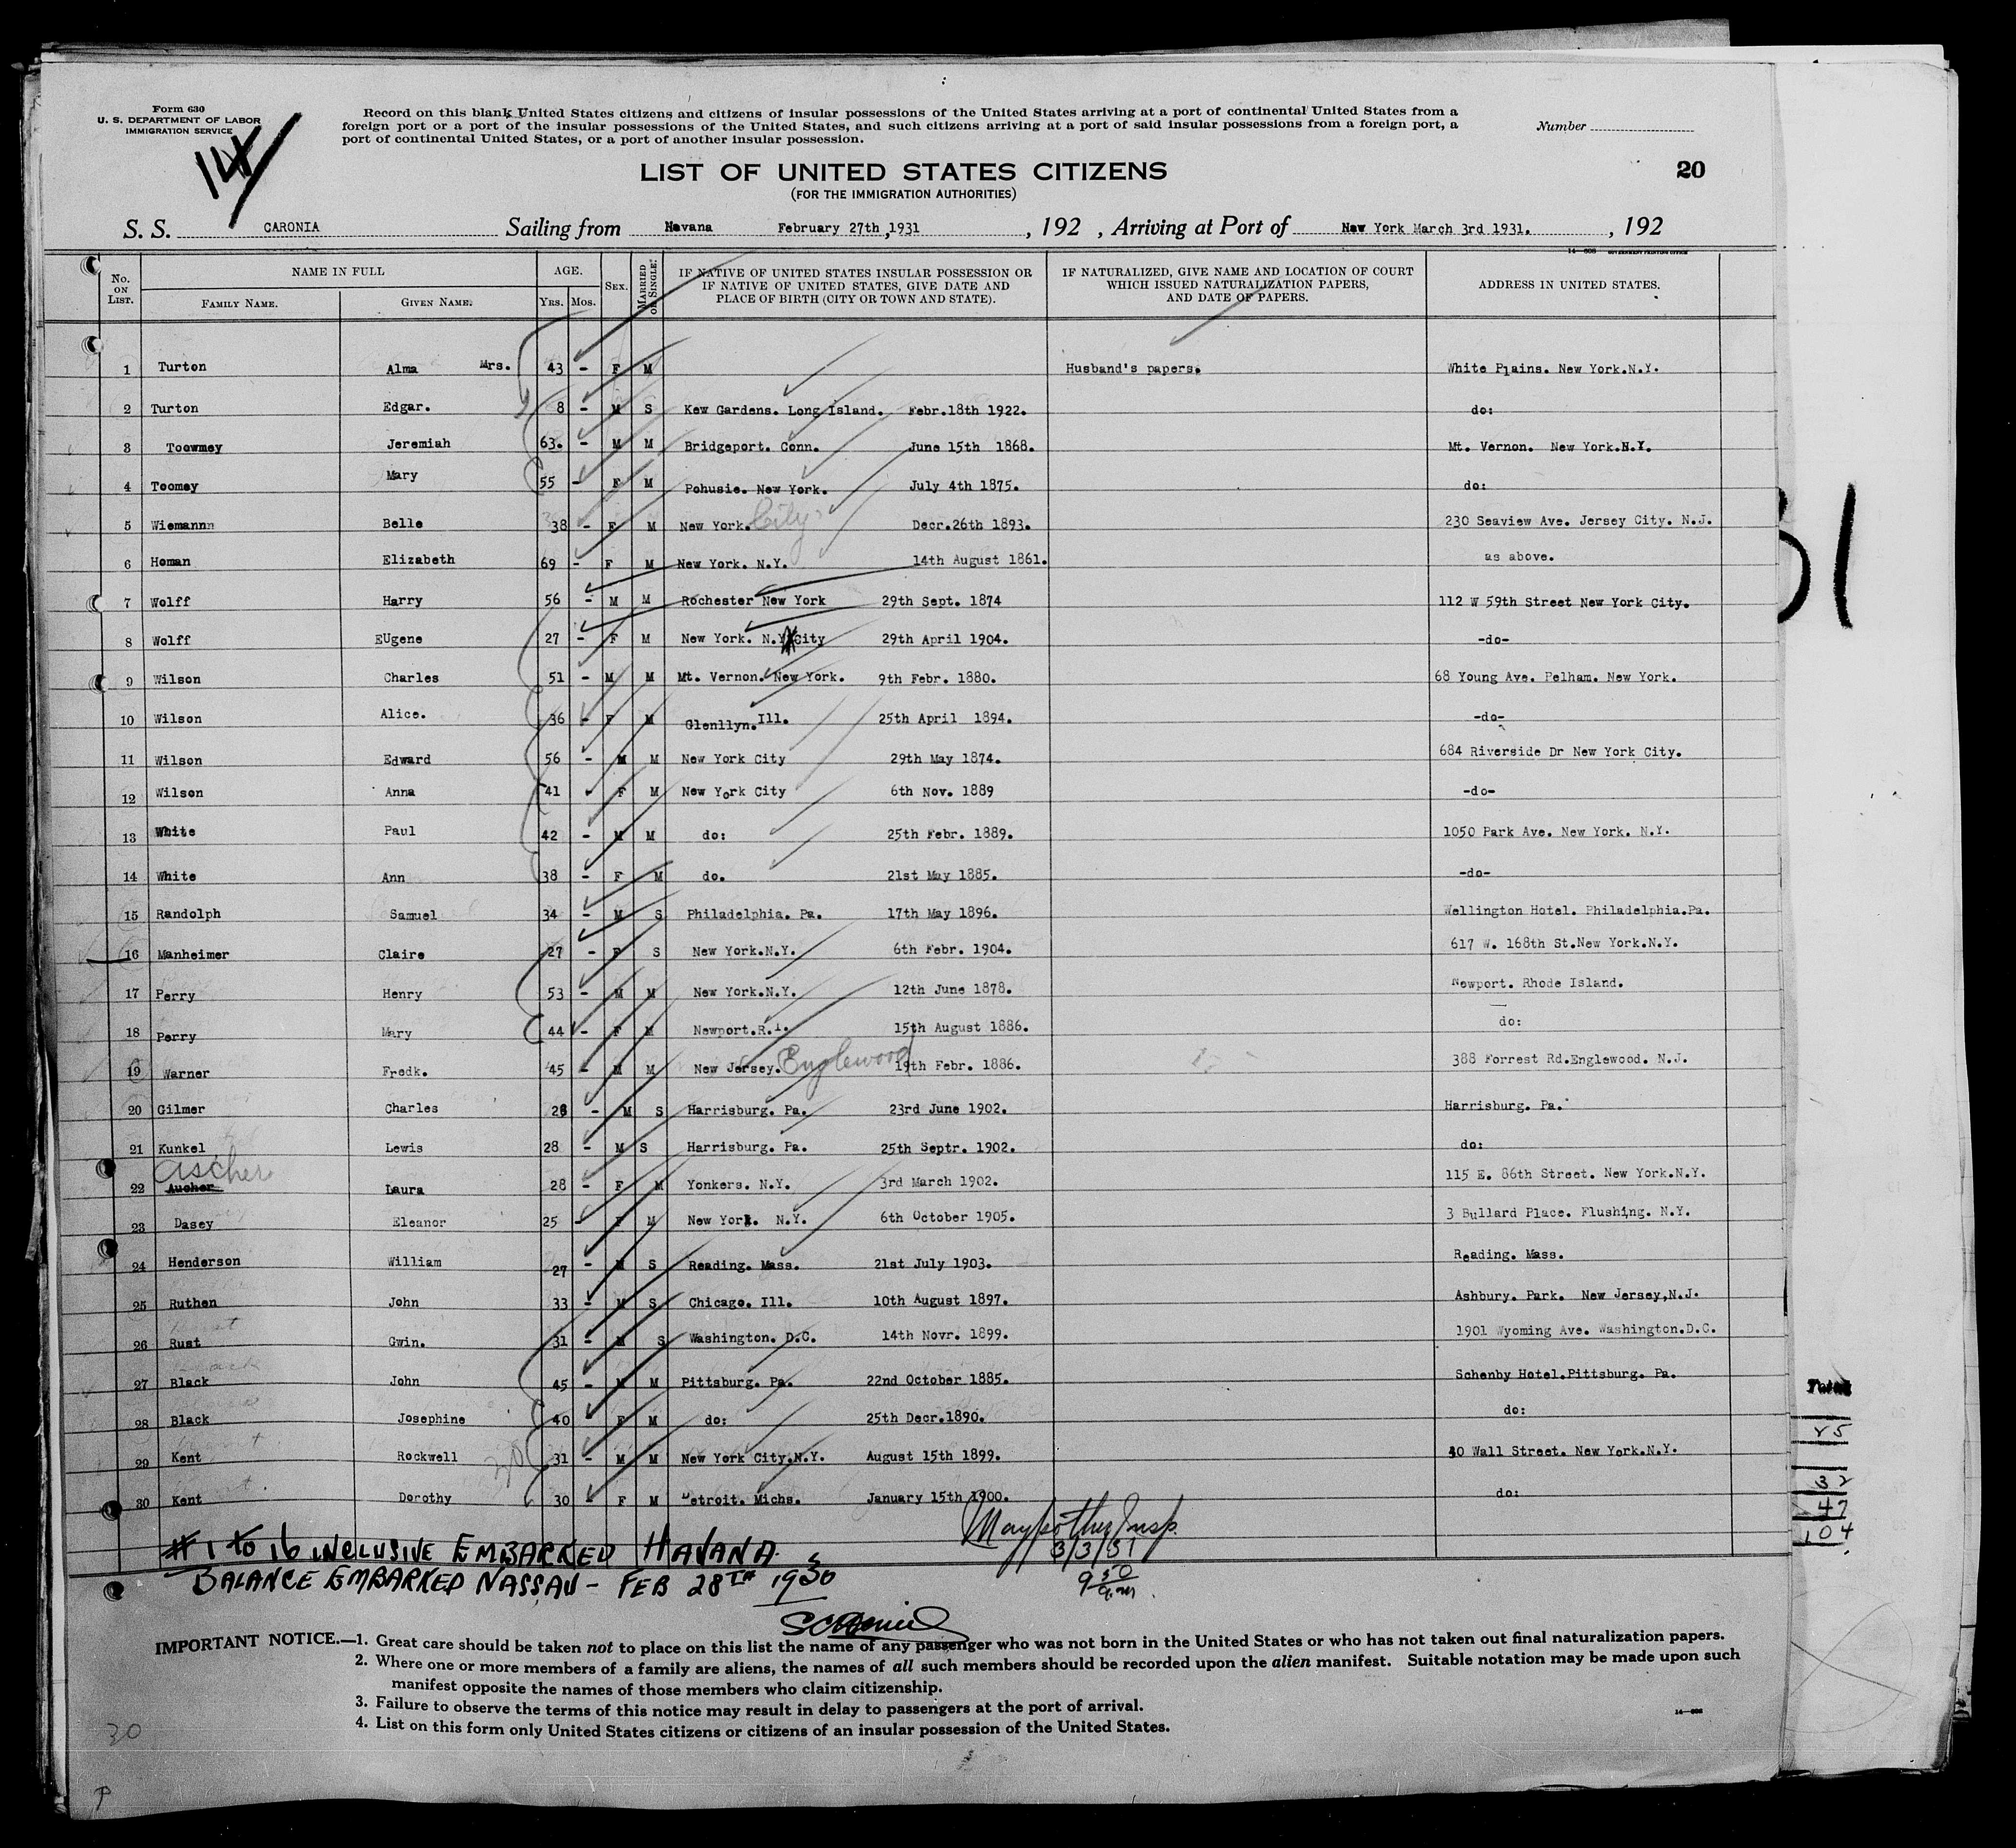 Form 630
U. S. DEPARTMENT OF LABOR
IMMIGRATION SERVICE
14
Record on this blank United States citizens and citizens of insular possessions of the United States arriving at a port of continental United States from a
foreign port or a port of the insular possessions of the United States, and such citizens arriving at a port of said insular possessions from a foreign port, a
port of continental United States, or a port of another insular possession.
Number
LIST OF UNITED STATES CITIZENS
(FOR THE IMMIGRATION AUTHORITIES)
20
S. S. CARONIA Sailing from Havana February 27th, 1931 , 192 , Arriving at Port of New York March 3rd 1931. , 192
No. ON LIST. NAME IN FULL FAMILY NAME. GIVEN NAME. AGE. YRS. MOS. SEX. MARRIED OR SINGLE. IF NATIVE OF UNITED STATES INSULAR POSSESSION OR IF NATIVE OF UNITED STATES, GIVE DATE AND PLACE OF BIRTH (CITY OR TOWN AND STATE). IF NATURALIZED, GIVE NAME AND LOCATION OF COURT WHICH ISSUED NATURALIZATION PAPERS, AND DATE OF PAPERS. ADDRESS IN UNITED STATES.
1 Turton Alma Mrs. 43 - F M Husband's papers. White Plains. New York.N.Y.
2 Turton Edgar. 8 - M S Kew Gardens. Long Island. Febr.18th 1922. do:
3 Toowmey Jeremiah 63. - M M Bridgeport. Conn. June 15th 1868. Mt. Vernon. New York.N.Y.
4 Toomey Mary 55 - F M Pohusie. New York. July 4th 1875. do:
5 Wiemannn Belle 38 - F M New York. City Decr.26th 1893. 230 Seaview Ave. Jersey City. N.J.
6 Homan Elizabeth 69 - F M New York. N.Y. 14th August 1861. as above.
7 Wolff Harry 56 - M M Rochester New York 29th Sept. 1874 112 W 59th Street New York City.
8 Wolff EUgene 27 - F M New York. N.Y. City 29th April 1904. -do-
9 Wilson Charles 51 - M M Mt. Vernon. New York. 9th Febr. 1880. 68 Young Ave. Pelham. New York.
10 Wilson Alice. 36 - F M Glenllyn.Ill. 25th April 1894. -do-
11 Wilson Edward 56 - M M New York City 29th May 1874. 684 Riverside Dr New York City.
12 Wilson Anna 41 - F M New York City 6th Nov. 1889 -do-
13 White Paul 42 - M M do: 25th Febr. 1889. 1050 Park Ave. New York. N.Y.
14 White Ann 38 - F M do. 21st May 1885. -do-
15 Randolph Samuel 34 - M S Philadelphia. Pa. 17th May 1896. Wellington Hotel. Philadelphia.Pa.
16 Manheimer Claire 27 - F S New York.N.Y. 6th Febr. 1904. 617 W. 168th St.New York.N.Y.
17 Perry Henry 53 - M M New York.N.Y. 12th June 1878. Newport. Rhode Island.
18 Perry Mary 44 - F M Newport.R.I. 15th August 1886. do:
19 Warner Fredk. 45 - M M New Jersey. Englewood 19th Febr. 1886. 388 Forrest Rd.Englewood. N.J.
20 Gilmer Charles 28 - M S Harrisburg. Pa. 23rd June 1902. Harrisburg. Pa.
21 Kunkel Lewis 28 - M S Harrisburg. Pa. 25th Septr. 1902. do:
Ascher
22 Aucher Laura 28 - F M Yonkers. N.Y. 3rd March 1902. 115 E. 86th Street. New York.N.Y.
23 Dasey Eleanor 25 - F M New York. N.Y. 6th October 1905. 3 Bullard Place. Flushing. N.Y.
24 Henderson William 27 - M S Reading. Mass. 21st July 1903. Reading. Mass.
25 Ruthen John 33 - M S Chicago. Ill. 10th August 1897. Ashbury. Park. New Jersey,N.J.
26 Rust Gwin. 31 - M S Washington. D.C. 14th Novr. 1899. 1901 Wyoming Ave. Washington.D.C.
27 Black John 45 - M M Pittsburg. Pa. 22nd October 1885. Schenby Hotel.Pittsburg. Pa.
28 Black Josephine 40 - F M do: 25th Decr.1890. do:
29 Kent Rockwell 31 - M M New York City.N.Y. August 15th 1899. 40 Wall Street. New York.N.Y.
30 Kent Dorothy 30 - F M Detroit. Michs. January 15th 1900. do:
# 1 to 16 INCLUSIVE EMBARKED HAVANA
BALANCE EMBARKED NASSAU - FEB 28TH 1930
Insp.
3/3/31
9 50 a.m.
IMPORTANT NOTICE.—1. Great care should be taken not to place on this list the name of any passenger who was not born in the United States or who has not taken out final naturalization papers.
2. Where one or more members of a family are aliens, the names of all such members should be recorded upon the alien manifest. Suitable notation may be made upon such
manifest opposite the names of those members who claim citizenship.
3. Failure to observe the terms of this notice may result in delay to passengers at the port of arrival.
4. List on this form only United States citizens or citizens of an insular possession of the United States.
30
32
47
104